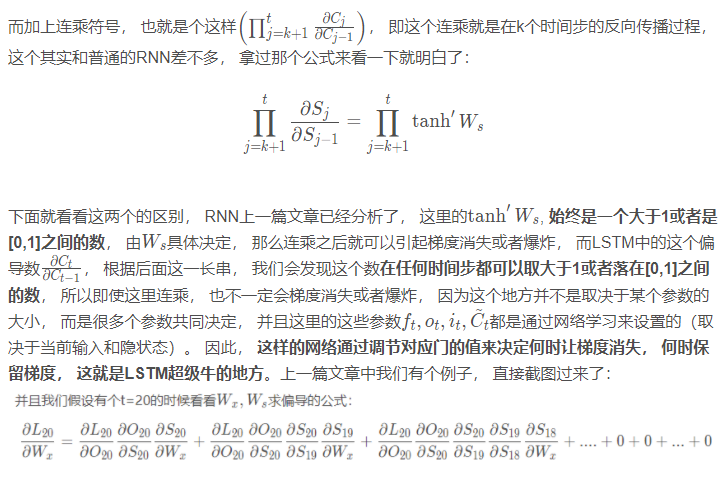 而加上连乘符号， 也就是个这样$\left(\prod_{j=k+1}^{t}\frac{\partial C_j}{\partial C_{j-1}}\right)$， 即这个连乘就是在k个时间步的反向传播过程，
这个其实和普通的RNN差不多， 拿过那个公式来看一下就明白了：
$\prod_{j=k+1}^{t}\frac{\partial S_j}{\partial S_{j-1}}=\prod_{j=k+1}^{t}\tanh' W_s$
下面就看看这两个的区别， RNN上一篇文章已经分析了， 这里的$\tanh' W_s$, 始终是一个大于1或者是
[0,1]之间的数， 由$W_s$具体决定， 那么连乘之后就可以引起梯度消失或者爆炸， 而LSTM中的这个偏
导数$\frac{\partial C_t}{\partial C_{t-1}}$， 根据后面这一长串， 我们会发现这个数在任何时间步都可以取大于1或者落在[0,1]之间
的数， 所以即使这里连乘， 也不一定会梯度消失或者爆炸， 因为这个地方并不是取决于某个参数的
大小， 而是很多个参数共同决定， 并且这里的这些参数$f_t, o_t, i_t, \tilde{C}_t$都是通过网络学习来设置的（取
决于当前输入和隐状态）。 因此， 这样的网络通过调节对应门的值来决定何时让梯度消失， 何时保
留梯度， 这就是LSTM超级牛的地方。上一篇文章中我们有个例子， 直接截图过来了：
并且我们假设有个t=20的时候看看$W_x, W_s$求偏导的公式：
$\frac{\partial L_{20}}{\partial W_x}=\frac{\partial L_{20}}{\partial O_{20}}\frac{\partial O_{20}}{\partial S_{20}}\frac{\partial S_{20}}{\partial W_x}+\frac{\partial L_{20}}{\partial O_{20}}\frac{\partial O_{20}}{\partial S_{20}}\frac{\partial S_{20}}{\partial S_{19}}\frac{\partial S_{19}}{\partial W_x}+\frac{\partial L_{20}}{\partial O_{20}}\frac{\partial O_{20}}{\partial S_{20}}\frac{\partial S_{20}}{\partial S_{19}}\frac{\partial S_{19}}{\partial S_{18}}\frac{\partial S_{18}}{\partial W_x}+....+0+0+...+0$